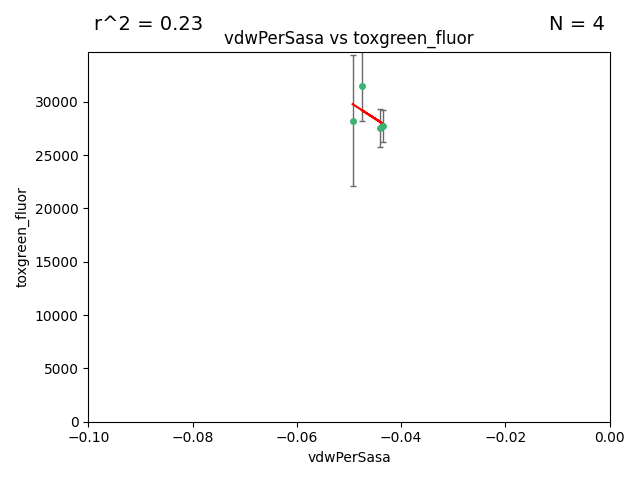 r^2 = 0.23
N = 4
vdwPerSasa vs toxgreen_fluor
30000
25000
20000
15000
10000
5000
0
toxgreen_fluor
−0.10
−0.08
−0.06
−0.04
−0.02
0.00
vdwPerSasa